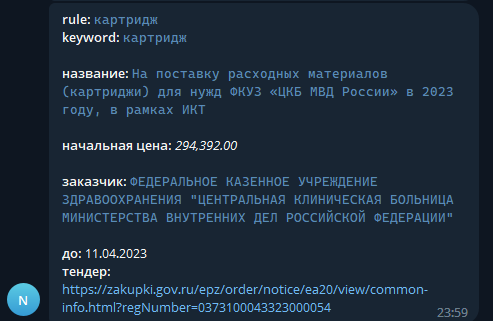 rule: картридж
keyword: картридж
название: На поставку расходных материалов
(картриджи) для нужд ФКУЗ «ЦКБ МВД России» в 2023
году, в рамках ИКТ
начальная цена: 294,392.00
заказчик: ФЕДЕРАЛЬНОЕ КАЗЕННОЕ УЧРЕЖДЕНИЕ
ЗДРАВООХРАНЕНИЯ "ЦЕНТРАЛЬНАЯ КЛИНИЧЕСКАЯ БОЛЬНИЦА
МИНИСТЕРСТВА ВНУТРЕННИХ ДЕЛ РОССИЙСКОЙ ФЕДЕРАЦИИ"
до: 11.04.2023
тендер:
https://zakupki.gov.ru/epz/order/notice/ea20/view/common-
info.html?regNumber=0373100043323000054
N
23:59